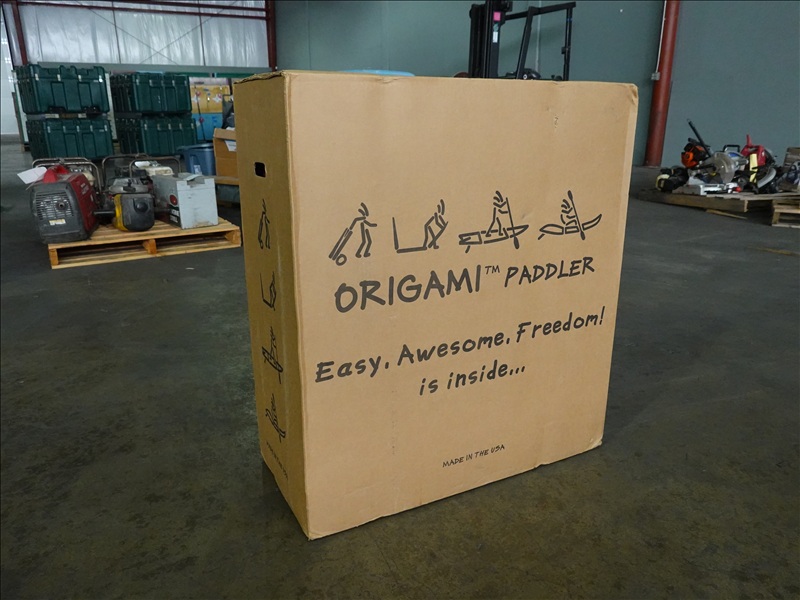 ORIGAMI™ PADDLER
Easy, Awesome, Freedom!
is inside...
MADE IN THE USA